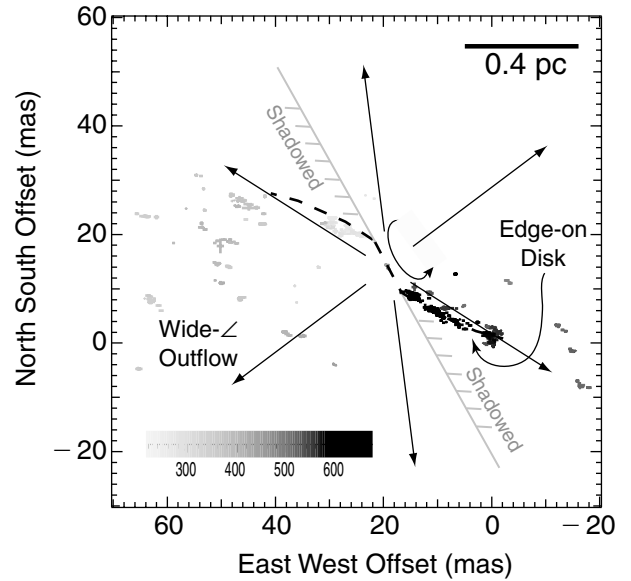 60
0.4 pc
Shadowed
40
North South Offset (mas)
20
Edge-on
Disk
Wide-∠
Outflow
0
Shadowed
300 400 500 600
− 20
60 40 20 0 − 20
East West Offset (mas)